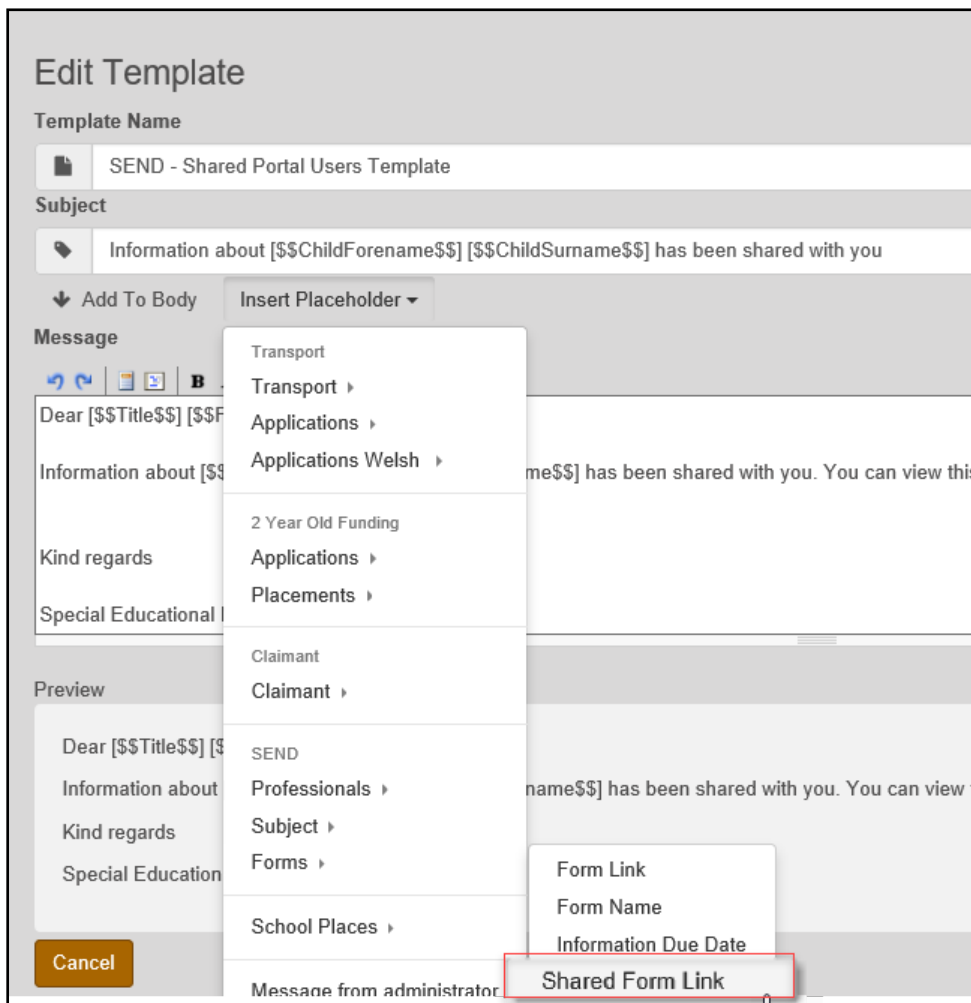 Edit Template
Template Name
SEND - Shared Portal Users Template
Subject
Information about [$$ChildForename$$] [$$ChildSurname$$] has been shared with you
Add To Body
Insert Placeholder
Message
B
Dear [$$Title$$] [$$F
Information about [$$ me$$] has been shared with you. You can view this
Kind regards
Special Educational
Transport
Transport
Applications
Applications Welsh
2 Year Old Funding
Applications
Placements
Claimant
Claimant
SEND
Professionals
Subject
Forms
School Places
Message from administrator
Form Link
Form Name
Information Due Date
Shared Form Link
Preview
Dear [$$Title$$] [$
Information about name$$] has been shared with you. You can view
Kind regards
Special Education
Cancel